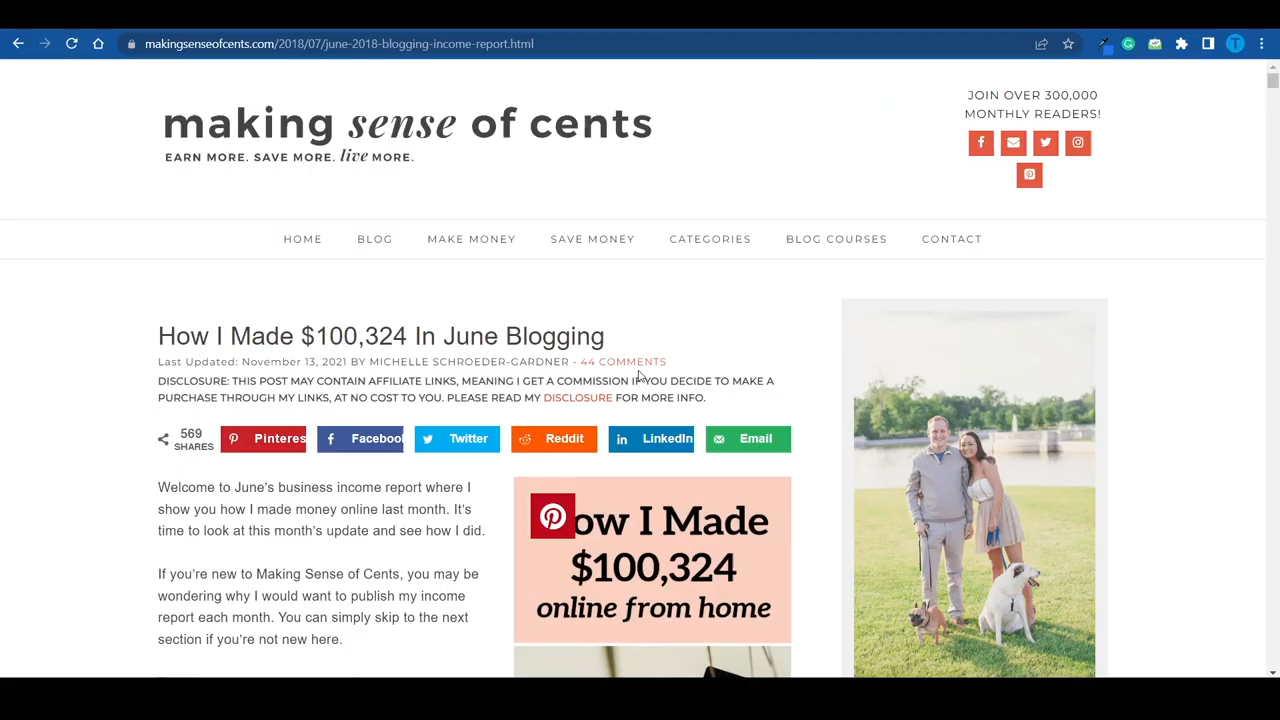 makingsenseofcents.com/2018/07/june-2018-blogging-income-report.html
T
making sense of cents
EARN MORE. SAVE MORE. live MORE.
JOIN OVER 300,000
MONTHLY READERS!
HOME BLOG MAKE MONEY SAVE MONEY CATEGORIES BLOG COURSES CONTACT
How I Made $100,324 In June Blogging
Last Updated: November 13, 2021 BY MICHELLE SCHROEDER-GARDNER - 44 COMMENTS
DISCLOSURE: THIS POST MAY CONTAIN AFFILIATE LINKS, MEANING I GET A COMMISSION IF YOU DECIDE TO MAKE A
PURCHASE THROUGH MY LINKS, AT NO COST TO YOU. PLEASE READ MY DISCLOSURE FOR MORE INFO.
569
SHARES
Pinteres
Facebool
Twitter
Reddit
LinkedIn
Email
Welcome to June's business income report where I
show you how I made money online last month. It's
time to look at this month's update and see how I did.
If you're new to Making Sense of Cents, you may be
wondering why I would want to publish my income
report each month. You can simply skip to the next
section if you're not new here.
ow I Made
$100,324
online from home